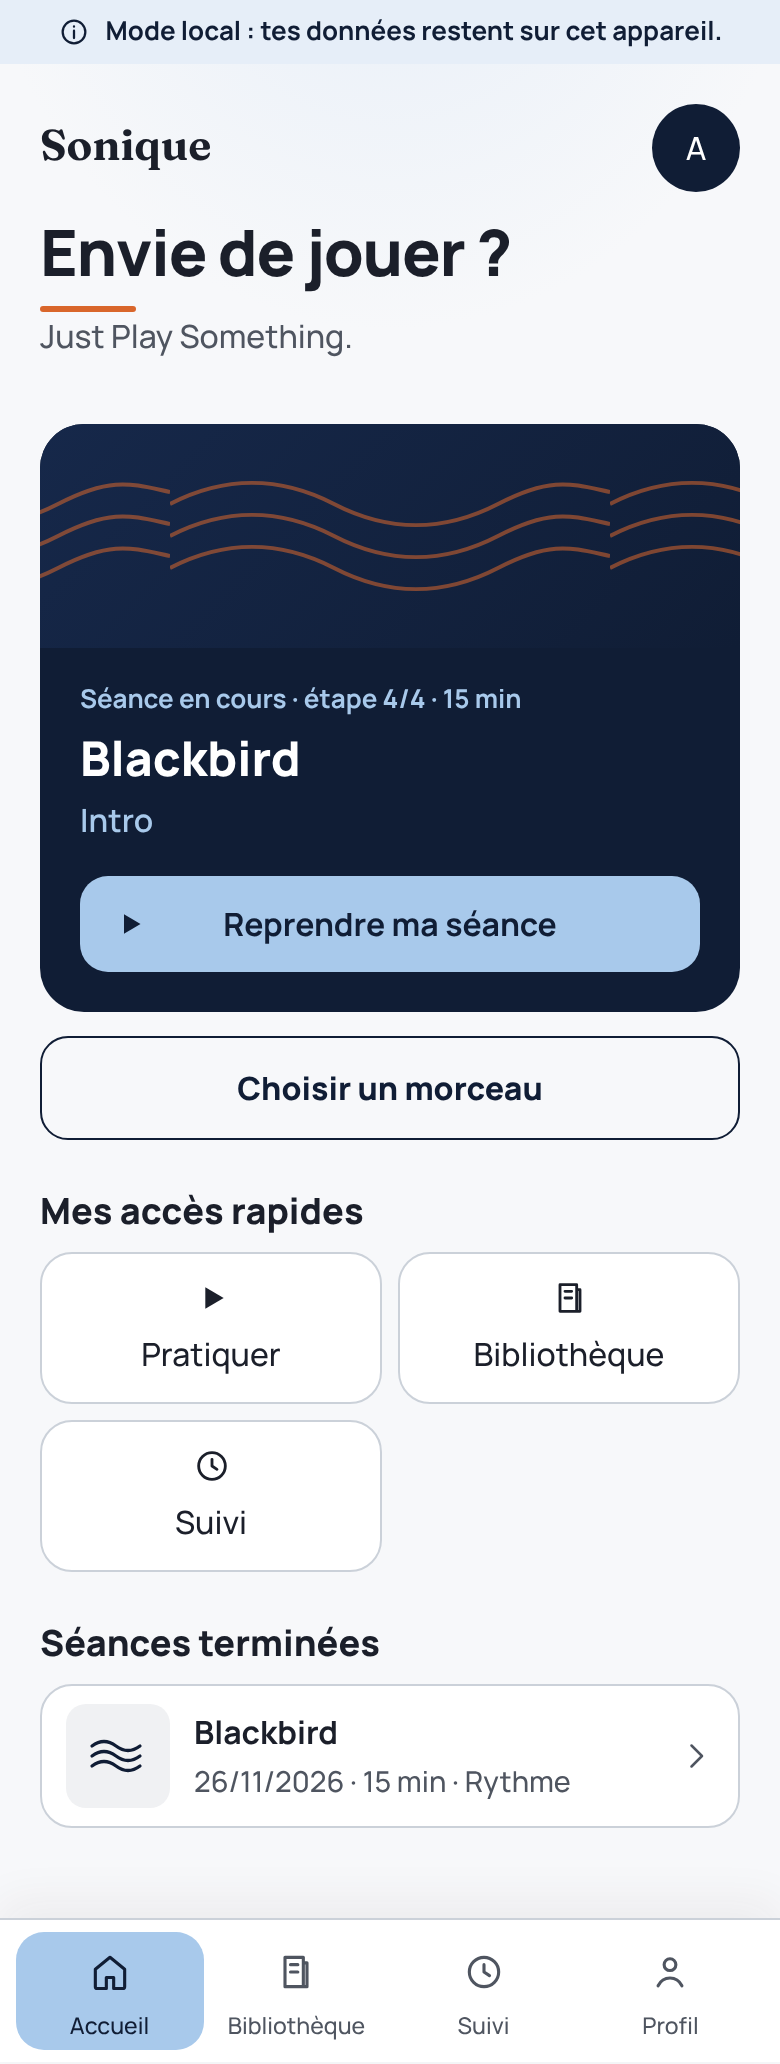 Mode local : tes données restent sur cet appareil.
Sonique
A
Envie de jouer ?
Just Play Something.
Séance en cours · étape 4/4 · 15 min
Blackbird
Intro
Reprendre ma séance
Choisir un morceau
Mes accès rapides
Pratiquer
Bibliothèque
Suivi
Séances terminées
Blackbird
26/11/2026 · 15 min · Rythme
Accueil
Bibliothèque
Suivi
Profil